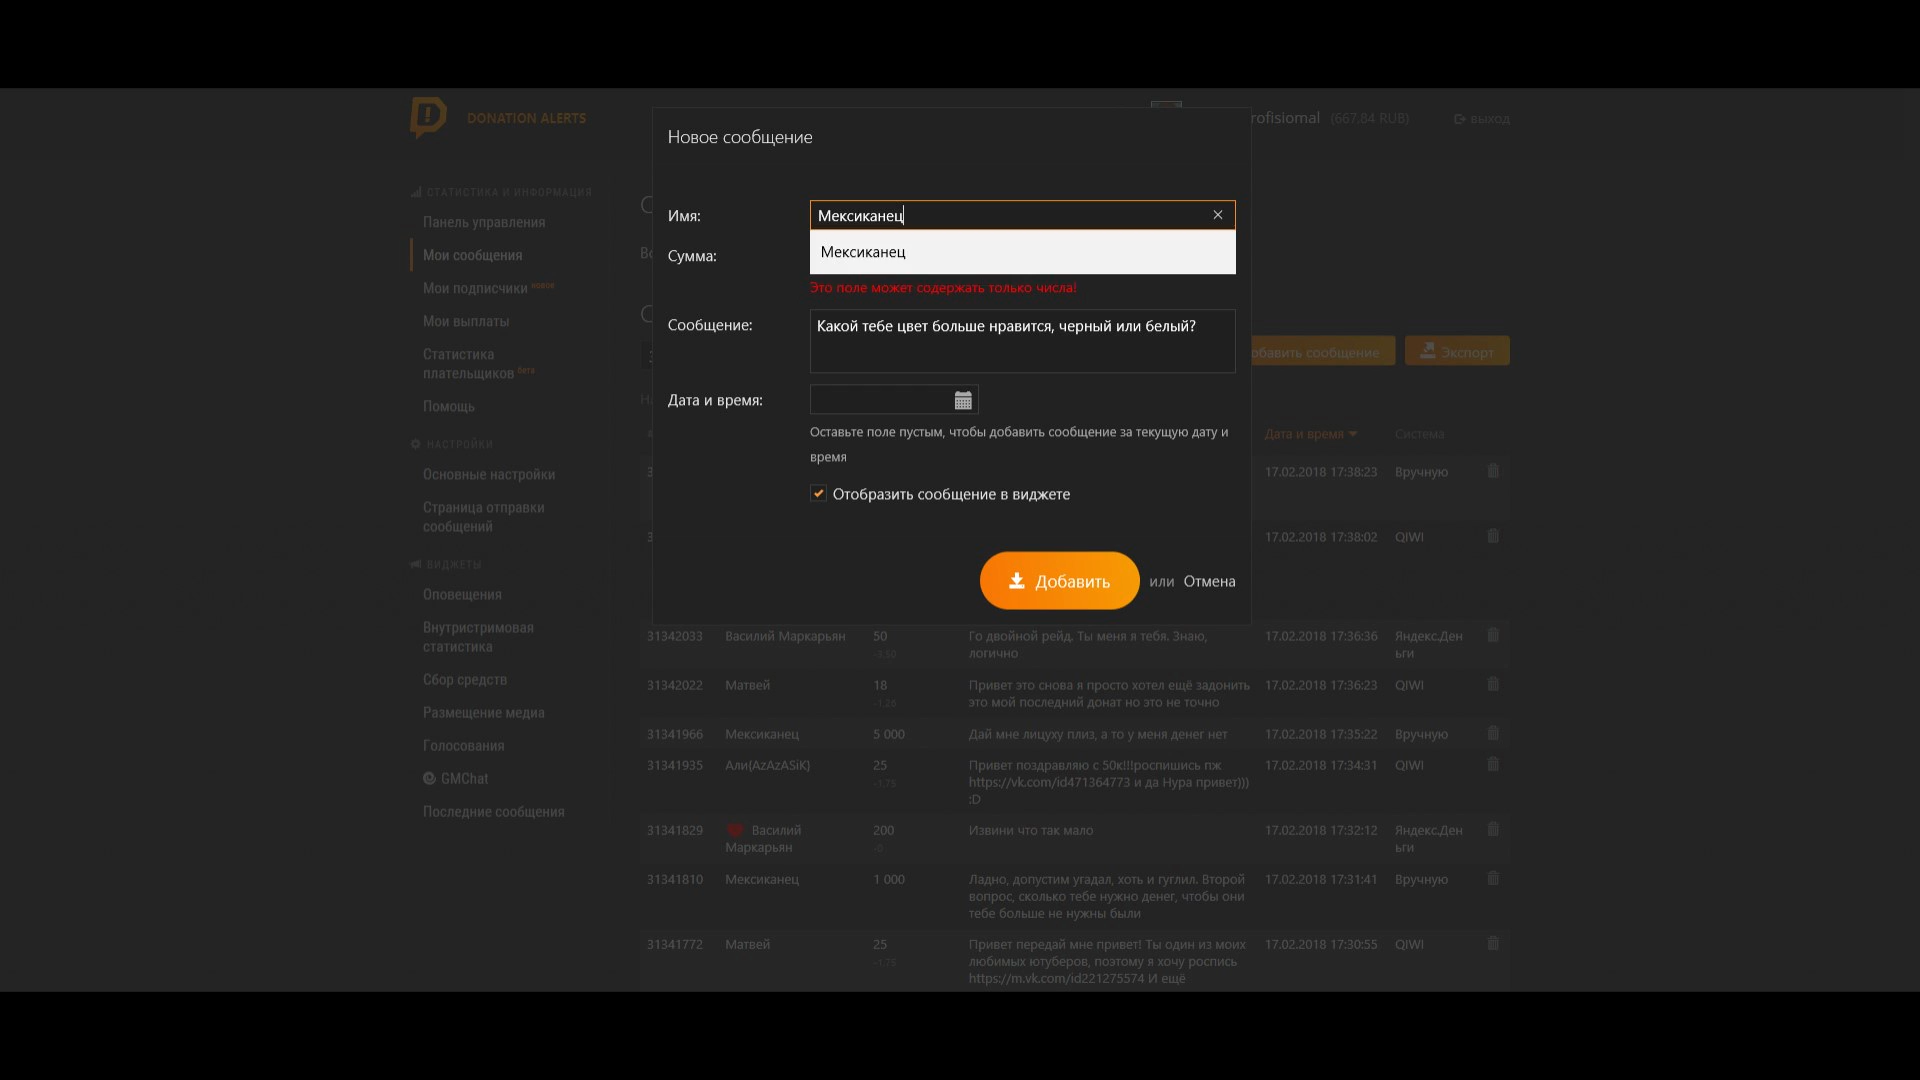 DONATION ALERTS
rofisiomal (667.84 RUB)
выход
Новое сообщение
СТАТИСТИКА И ИНФОРМАЦИЯ
Панель управления
Мои сообщения
Мои подписчики новое
Мои выплаты
Статистика
плательщиков бета
Помощь
НАСТРОЙКИ
Основные настройки
Страница отправки
сообщений
ВИДЖЕТЫ
Оповещения
Внутристримовая
статистика
Сбор средств
Размещение медиа
Голосования
GMChat
Последние сообщения
Имя:
Мексиканец
Мексиканец
Сумма:
Это поле может содержать только числа!
Сообщение:
Какой тебе цвет больше нравится, черный или белый?
Дата и время:
Оставьте поле пустым, чтобы добавить сообщение за текущую дату и
время
Отобразить сообщение в виджете
Добавить или Отмена
обавить сообщение
Экспорт
Дата и время Система
17.02.2018 17:38:23 Вручную
17.02.2018 17:38:02 QIWI
31342033 Василий Маркарьян 50 Го двойной рейд. Ты меня я тебя. Знаю, 17.02.2018 17:36:36 Яндекс.Ден
-3.50 логично ьги
31342022 Матвей 18 Привет это снова я просто хотел ещё задонить 17.02.2018 17:36:23 QIWI
-1.26 это мой последний донат но это не точно
31341966 Мексиканец 5 000 Дай мне лицуху плиз, а то у меня денег нет 17.02.2018 17:35:22 Вручную
31341935 Али(AzAzASiK) 25 Привет поздравляю с 50к!!!роспишись пж 17.02.2018 17:34:31 QIWI
-1.75 https://vk.com/id471364773 и да Нура привет)))
:D
31341829 Василий 200 Извини что так мало 17.02.2018 17:32:12 Яндекс.Ден
Маркарьян -0 ьги
31341810 Мексиканец 1 000 Ладно, допустим угадал, хоть и гуглил. Второй 17.02.2018 17:31:41 Вручную
вопрос, сколько тебе нужно денег, чтобы они
тебе больше не нужны были
31341772 Матвей 25 Привет передай мне привет! Ты один из моих 17.02.2018 17:30:55 QIWI
-1.75 любимых ютуберов, поэтому я хочу роспись
https://m.vk.com/id221275574 И ещё